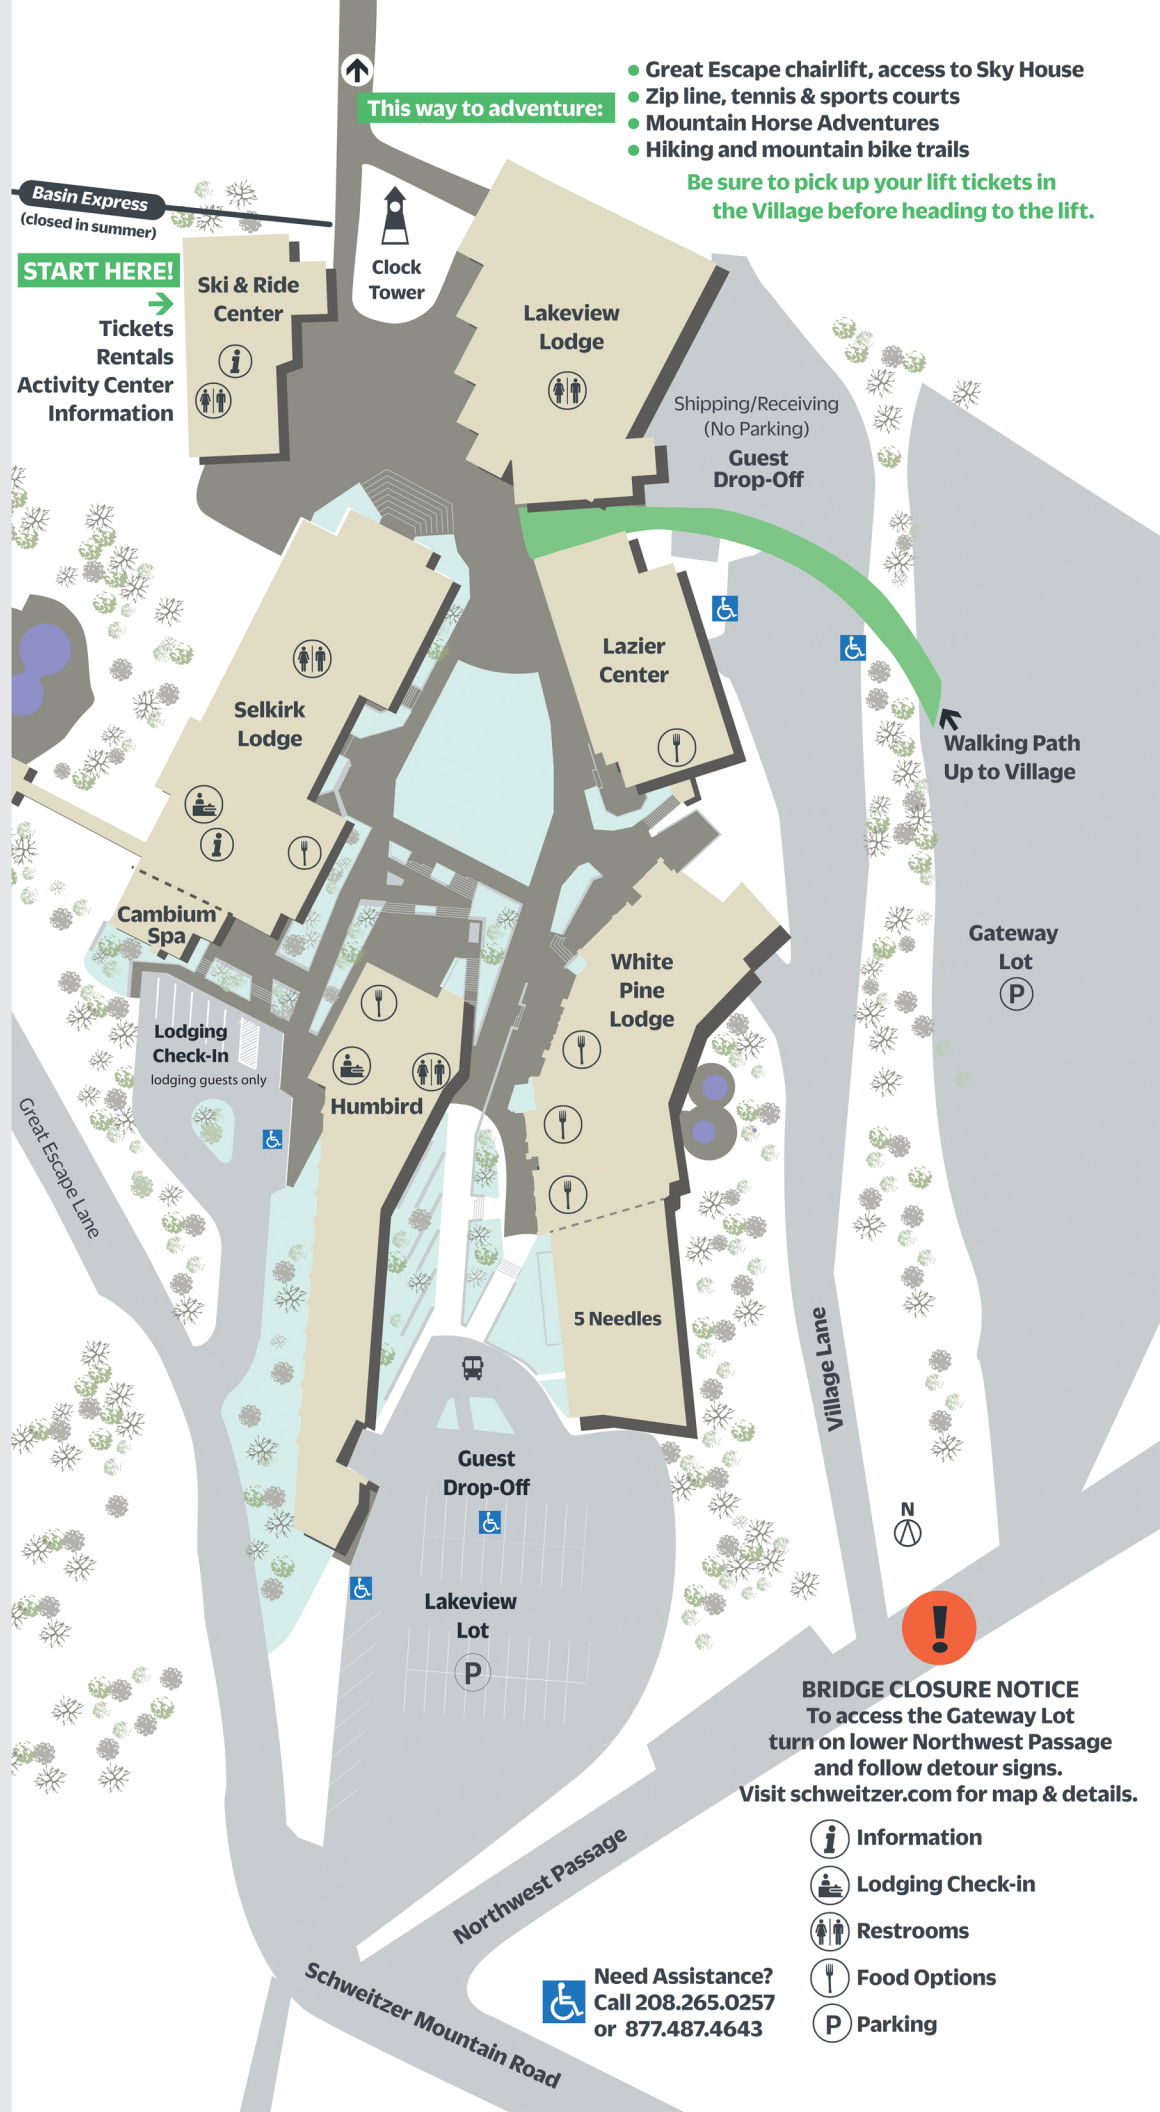 This way to adventure:
Great Escape chairlift, access to Sky House
Zip line, tennis & sports courts
Mountain Horse Adventures
Hiking and mountain bike trails
Be sure to pick up your lift tickets in
the Village before heading to the lift.
Basin Express
(closed in summer)
START HERE!
Tickets
Rentals
Activity Center
Information
Ski & Ride
Center
Clock
Tower
Lakeview
Lodge
Shipping/Receiving
(No Parking)
Guest
Drop-Off
Lazier
Center
Selkirk
Lodge
Walking Path
Up to Village
Cambium
Spa
White
Pine
Lodge
Gateway
Lot
P
Lodging
Check-In
lodging guests only
Humbird
Great Escape Lane
5 Needles
Village Lane
Guest
Drop-Off
Lakeview
Lot
P
N
!
BRIDGE CLOSURE NOTICE
To access the Gateway Lot
turn on lower Northwest Passage
and follow detour signs.
Visit schweitzer.com for map & details.
Northwest Passage
Schweitzer Mountain Road
i Information
Lodging Check-in
Restrooms
Food Options
P Parking
Need Assistance?
Call 208.265.0257
or 877.487.4643